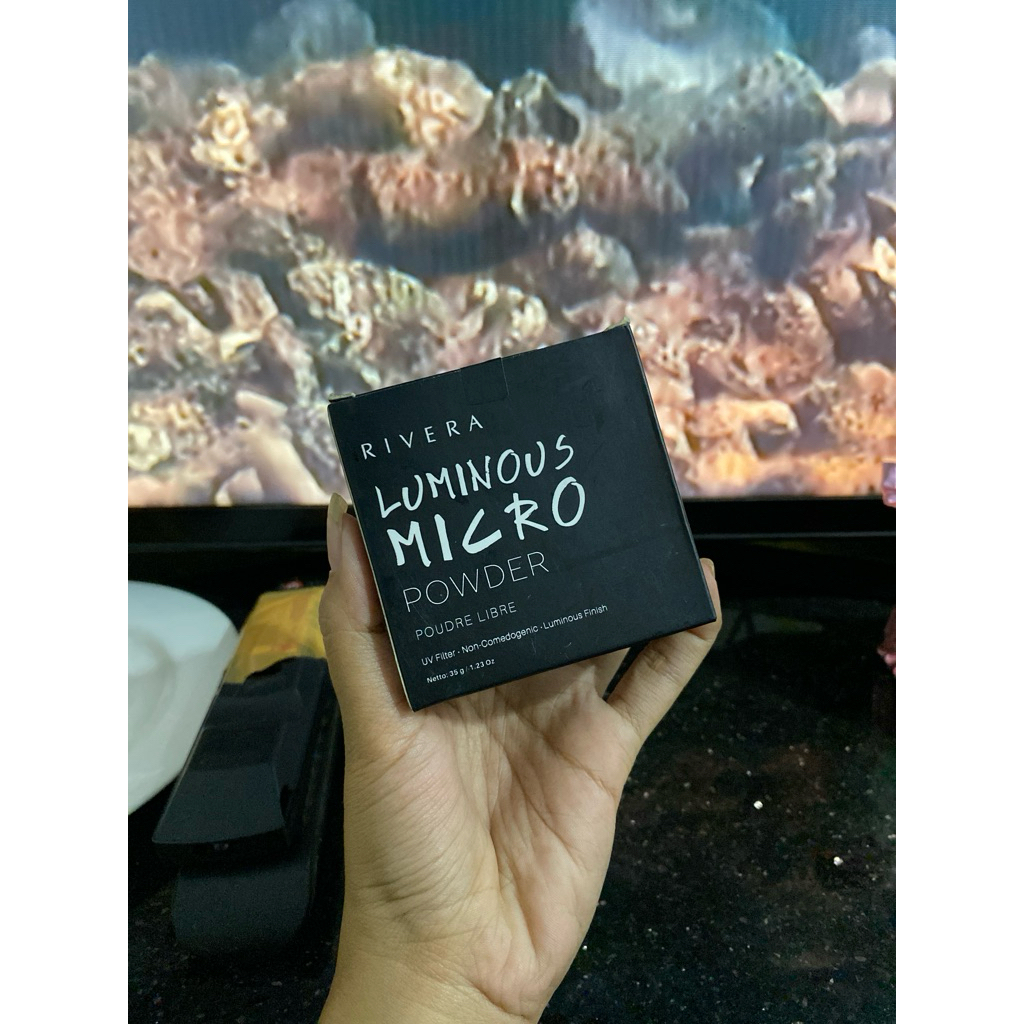 RIVERA
LUMINOUS
MICRO
POWDER
POUDRE LIBRE
UV Filter · Non-Comedogenic · Luminous Finish
Netto: 35 g / 1.23 Oz